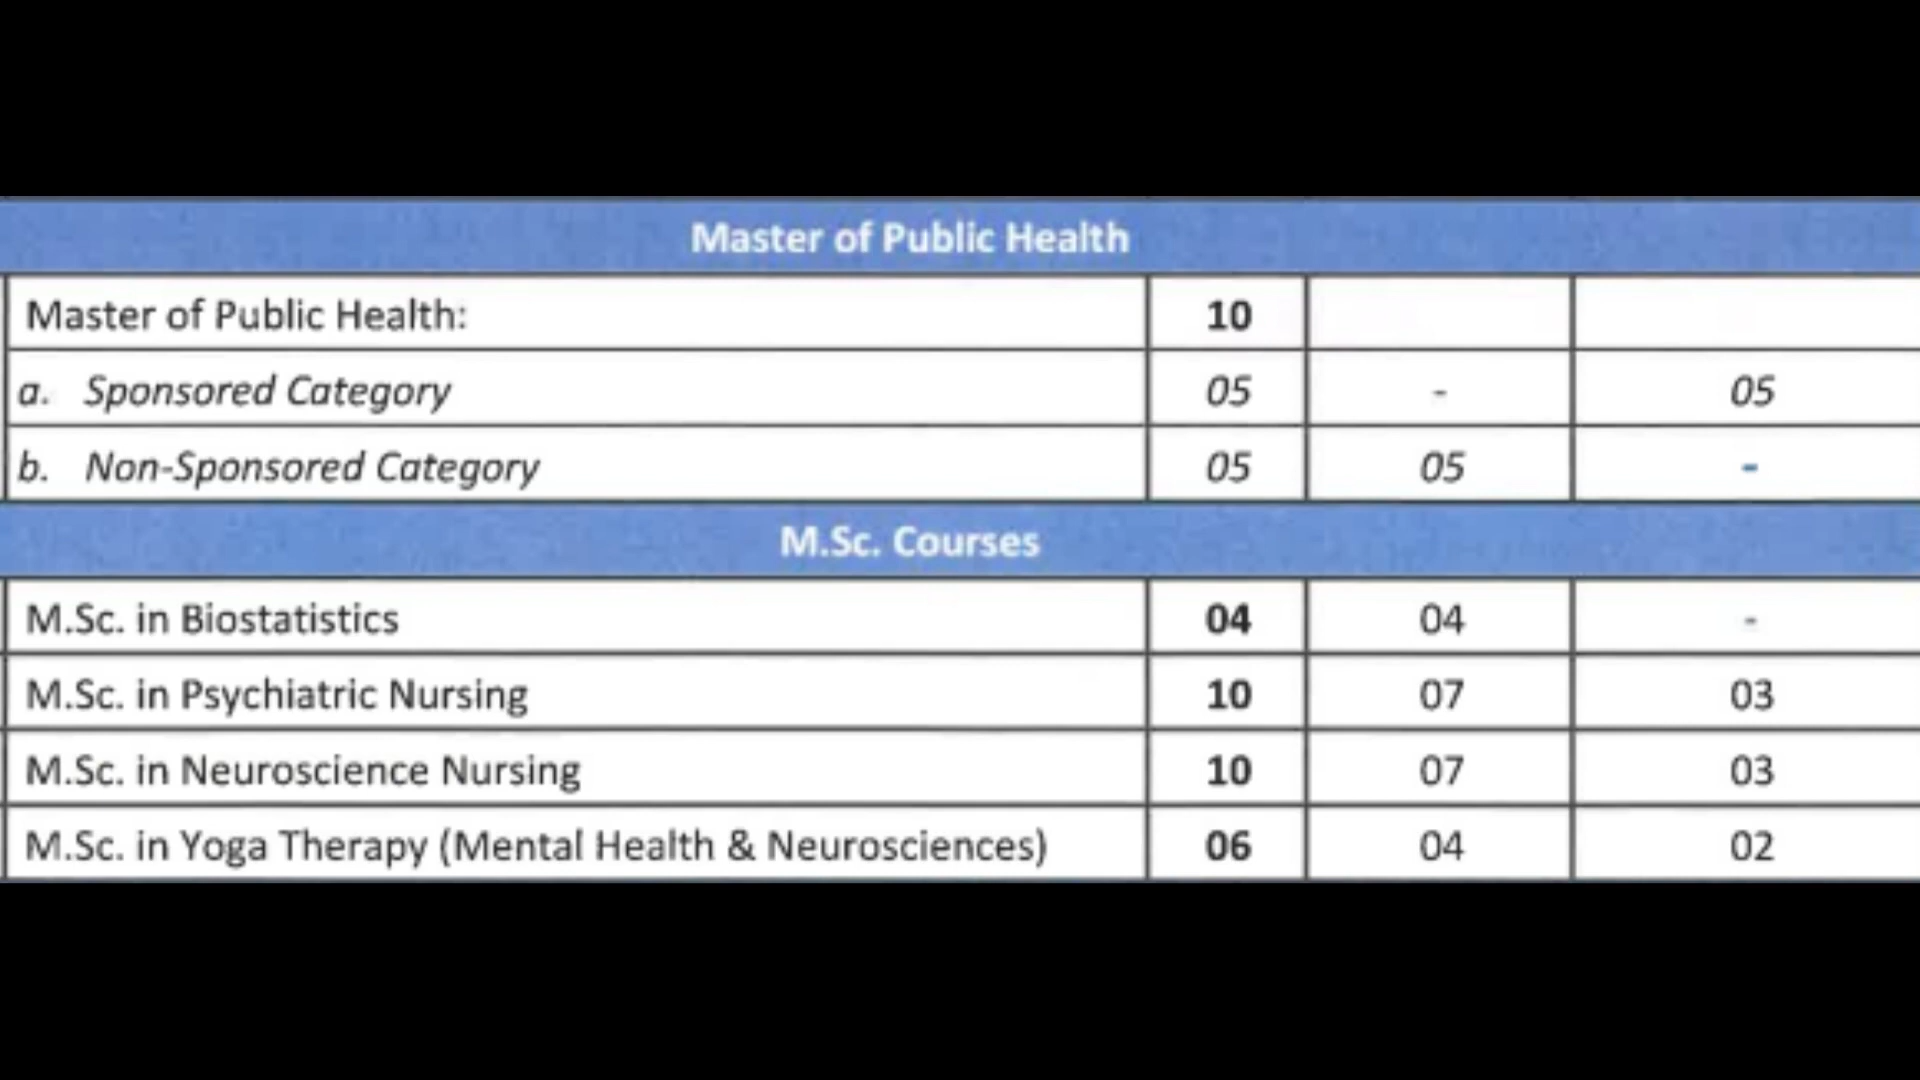 Master of Public Health
Master of Public Health: 10
a. Sponsored Category 05 - 05
b. Non-Sponsored Category 05 05 -
M.Sc. Courses
M.Sc. in Biostatistics 04 04 -
M.Sc. in Psychiatric Nursing 10 07 03
M.Sc. in Neuroscience Nursing 10 07 03
M.Sc. in Yoga Therapy (Mental Health & Neurosciences) 06 04 02